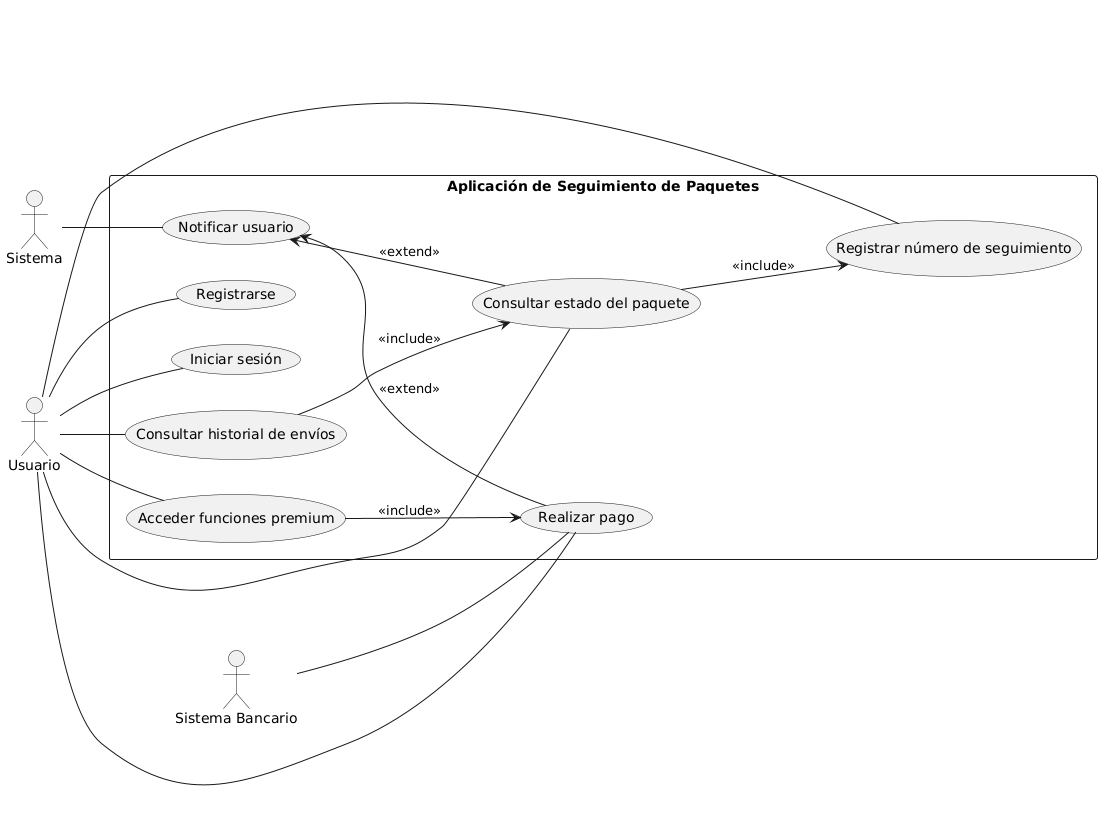 Aplicación de Seguimiento de Paquetes
Sistema
Notificar usuario
«extend»
Registrar número de seguimiento
«include»
Registrarse
Consultar estado del paquete
«include»
Iniciar sesión
«extend»
Usuario
Consultar historial de envíos
Acceder funciones premium
«include»
Realizar pago
Sistema Bancario